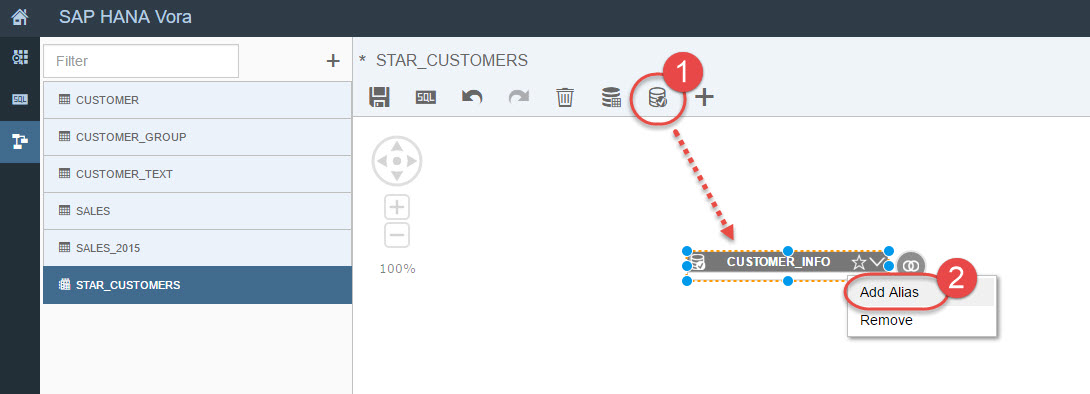 SAP HANA Vora
Filter
+
CUSTOMER
CUSTOMER_GROUP
CUSTOMER_TEXT
SALES
SALES_2015
STAR_CUSTOMERS
* STAR_CUSTOMERS
1
SQL
100%
CUSTOMER_INFO
Add Alias
2
Remove
SQL